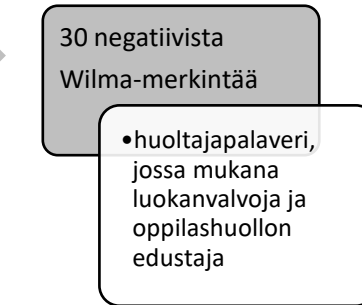 30 negatiivista
Wilma-merkintää
•huoltajapalaveri,
jossa mukana
luokanvalvoja ja
oppilashuollon
edustaja